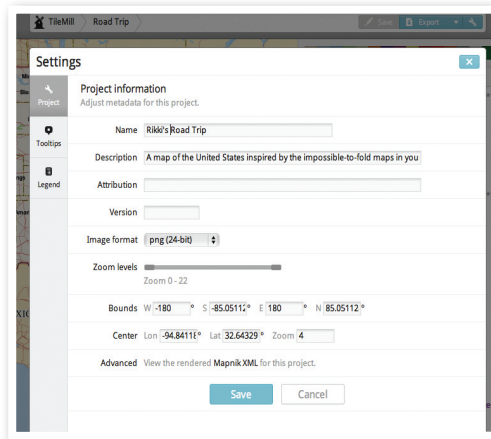 TileMill Road Trip Save Export
Settings x
Project
Tooltips
Legend
Project information
Adjust metadata for this project.
Name Rikki's Road Trip
Description A map of the United States inspired by the impossible-to-fold maps in you
Attribution
Version
Image format png (24-bit)
Zoom levels
Zoom 0 - 22
Bounds W -180 ° S -85.0511 ° E 180 ° N 85.05112 °
Center Lon -94.8411 ° Lat 32.64329 ° Zoom 4
Advanced View the rendered Mapnik XML for this project.
Save Cancel